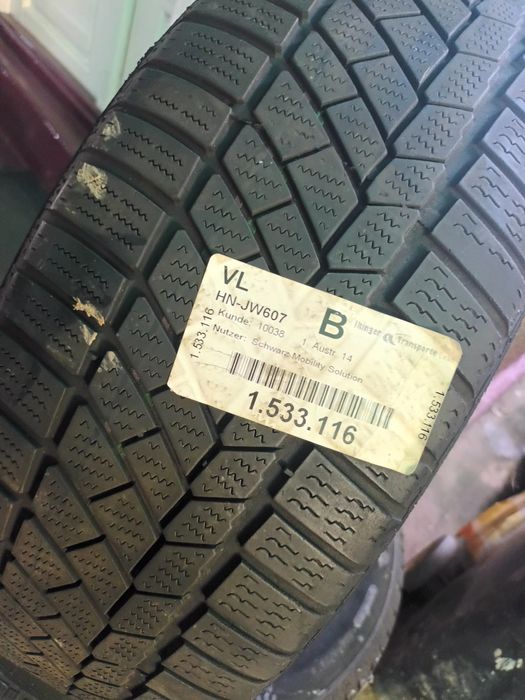 VL
HN-JW607
Kunde: 10038
1. Austr. 14
Nutzer: Schwarz Mobility Solution
B
1.533.116
1.533.116
1.533.116